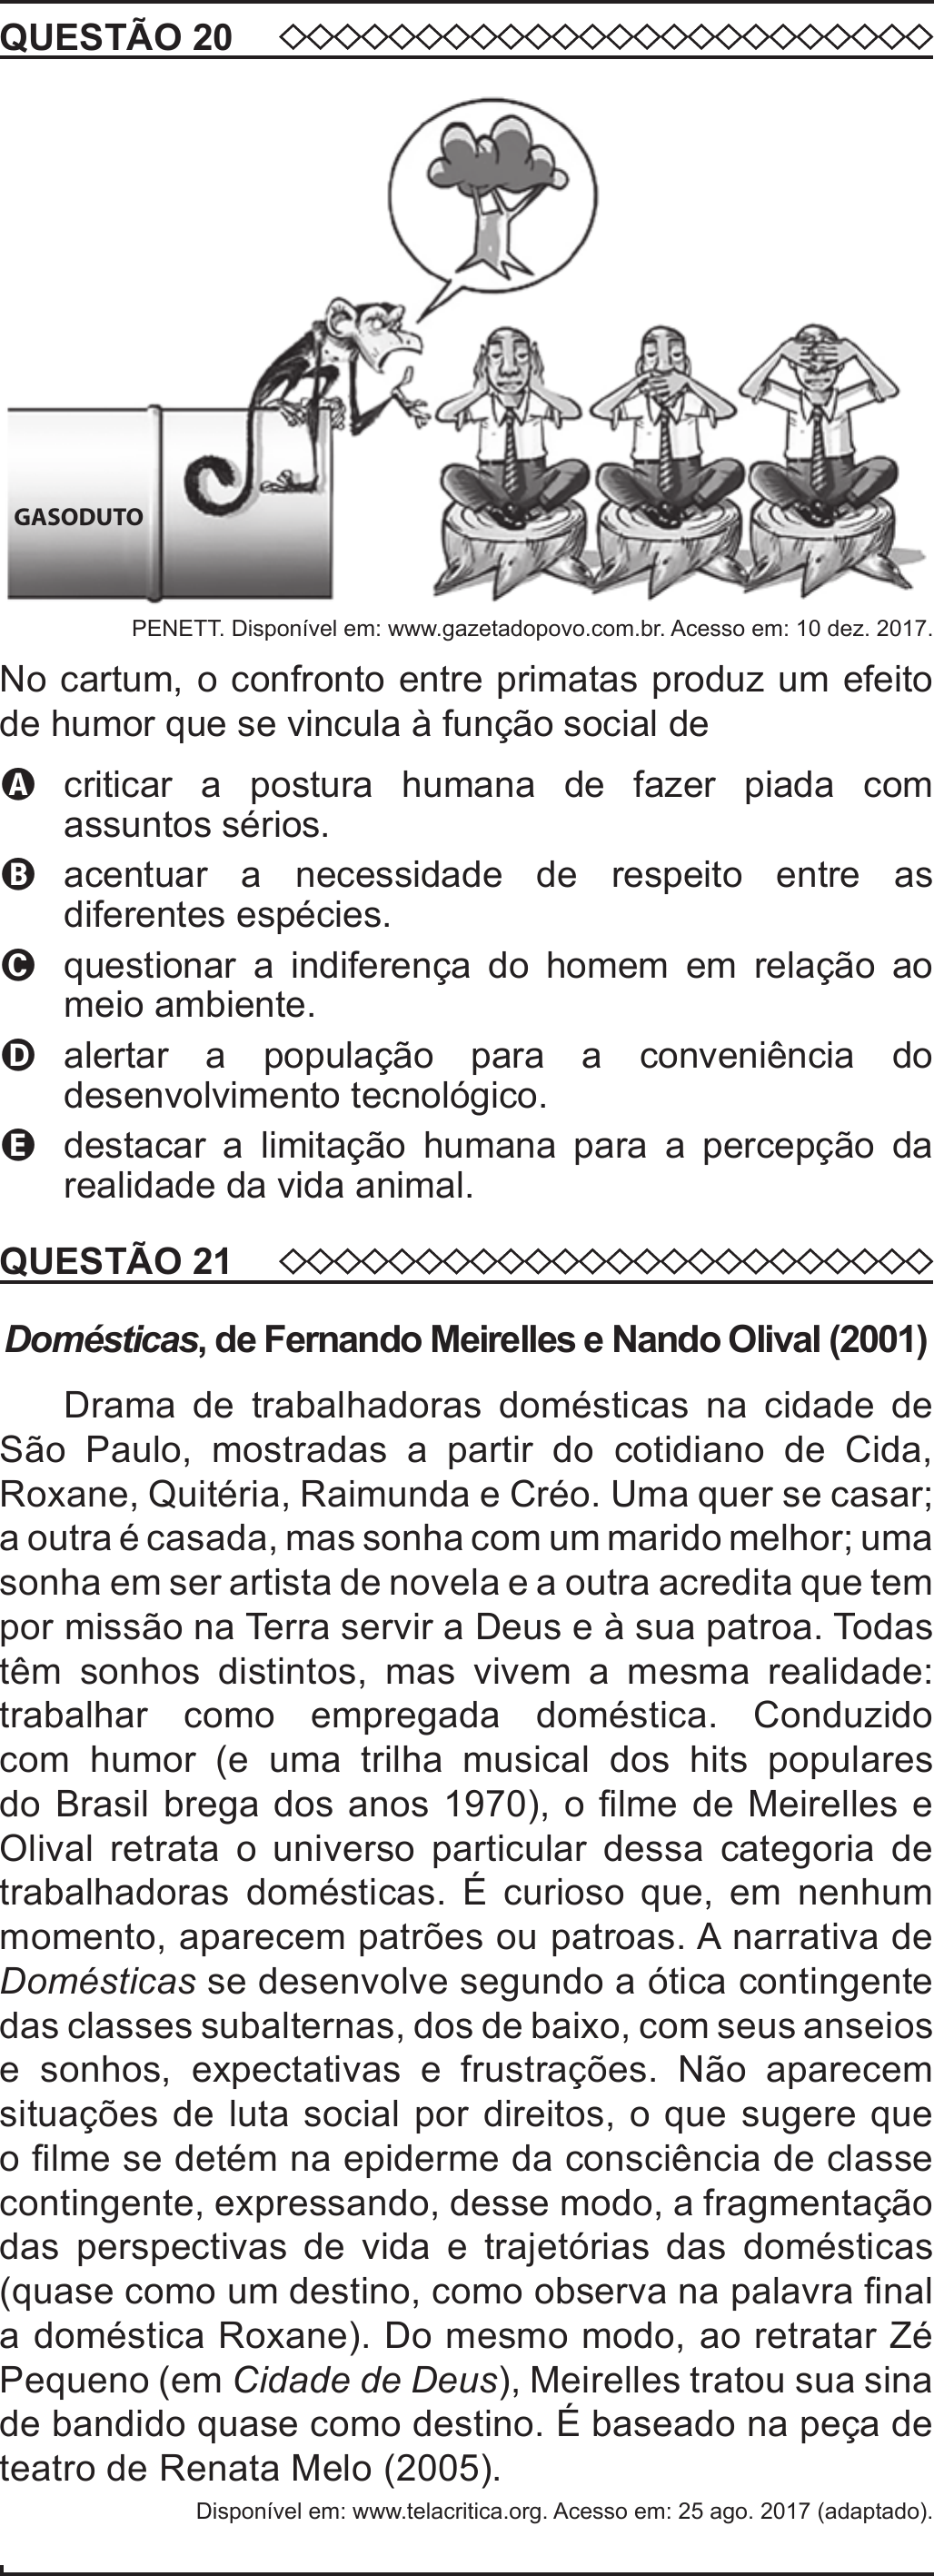 QUESTÃO 20
GASODUTO
PENETT. Disponível em: www.gazetadopovo.com.br. Acesso em: 10 dez. 2017.
No cartum, o confronto entre primatas produz um efeito
de humor que se vincula à função social de
A criticar a postura humana de fazer piada com
assuntos sérios.
B acentuar a necessidade de respeito entre as
diferentes espécies.
C questionar a indiferença do homem em relação ao
meio ambiente.
D alertar a população para a conveniência do
desenvolvimento tecnológico.
E destacar a limitação humana para a percepção da
realidade da vida animal.
QUESTÃO 21
Domésticas, de Fernando Meirelles e Nando Olival (2001)
Drama de trabalhadoras domésticas na cidade de
São Paulo, mostradas a partir do cotidiano de Cida,
Roxane, Quitéria, Raimunda e Créo. Uma quer se casar;
a outra é casada, mas sonha com um marido melhor; uma
sonha em ser artista de novela e a outra acredita que tem
por missão na Terra servir a Deus e à sua patroa. Todas
têm sonhos distintos, mas vivem a mesma realidade:
trabalhar como empregada doméstica. Conduzido
com humor (e uma trilha musical dos hits populares
do Brasil brega dos anos 1970), o filme de Meirelles e
Olival retrata o universo particular dessa categoria de
trabalhadoras domésticas. É curioso que, em nenhum
momento, aparecem patrões ou patroas. A narrativa de
Domésticas se desenvolve segundo a ótica contingente
das classes subalternas, dos de baixo, com seus anseios
e sonhos, expectativas e frustrações. Não aparecem
situações de luta social por direitos, o que sugere que
o filme se detém na epiderme da consciência de classe
contingente, expressando, desse modo, a fragmentação
das perspectivas de vida e trajetórias das domésticas
(quase como um destino, como observa na palavra final
a doméstica Roxane). Do mesmo modo, ao retratar Zé
Pequeno (em Cidade de Deus), Meirelles tratou sua sina
de bandido quase como destino. É baseado na peça de
teatro de Renata Melo (2005).
Disponível em: www.telacritica.org. Acesso em: 25 ago. 2017 (adaptado).